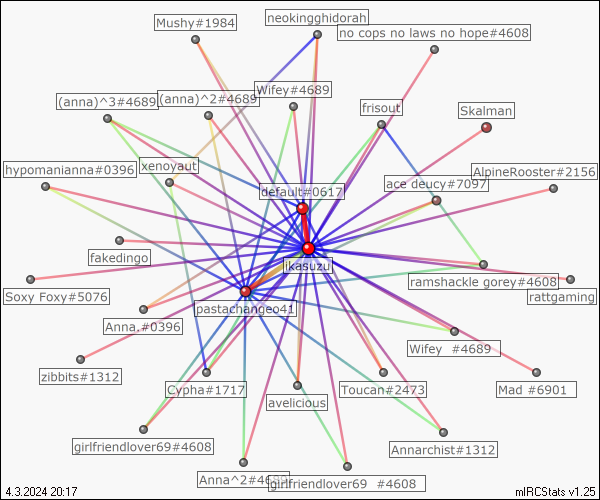 neokingghidorah
Mushy#1984
no cops no laws no hope#4608
Wifey#4689
(anna)^3#4689
(anna)^2#4689
frisout
Skalman
hypomanianna#0396
xenoyaut
AlpineRooster#2156
default#0617
ace deucy#7097
fakedingo
ikasuzu
Soxy Foxy#5076
pastachangeo41
ramshackle gorey#4608
rattgaming
Anna.#0396
Wifey #4689
zibbits#1312
Cypha#1717
Toucan#2473
Mad #6901
avelicious
girlfriendlover69#4608
Annarchist#1312
Anna^2#4689
girlfriendlover69 #4608
4.3.2024 20:17
mIRCStats v1.25